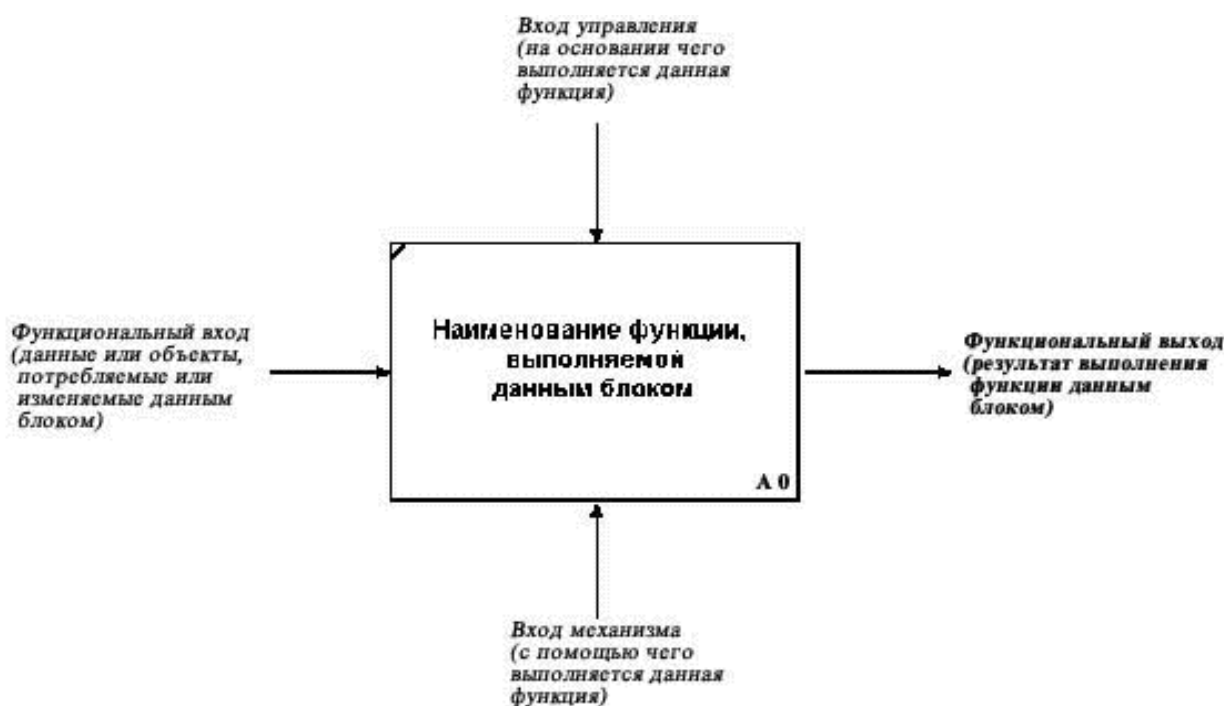 Вход управления
(на основании чего
выполняется данная
функция)
Функциональный вход
(данные или объекты,
потребляемые или
изменяемые данным
блоком)
Наименование функции,
выполняемой
данным блоком
А 0
Функциональный выход
(результат выполнения
функции данным
блоком)
Вход механизма
(с помощью чего
выполняется данная
функция)